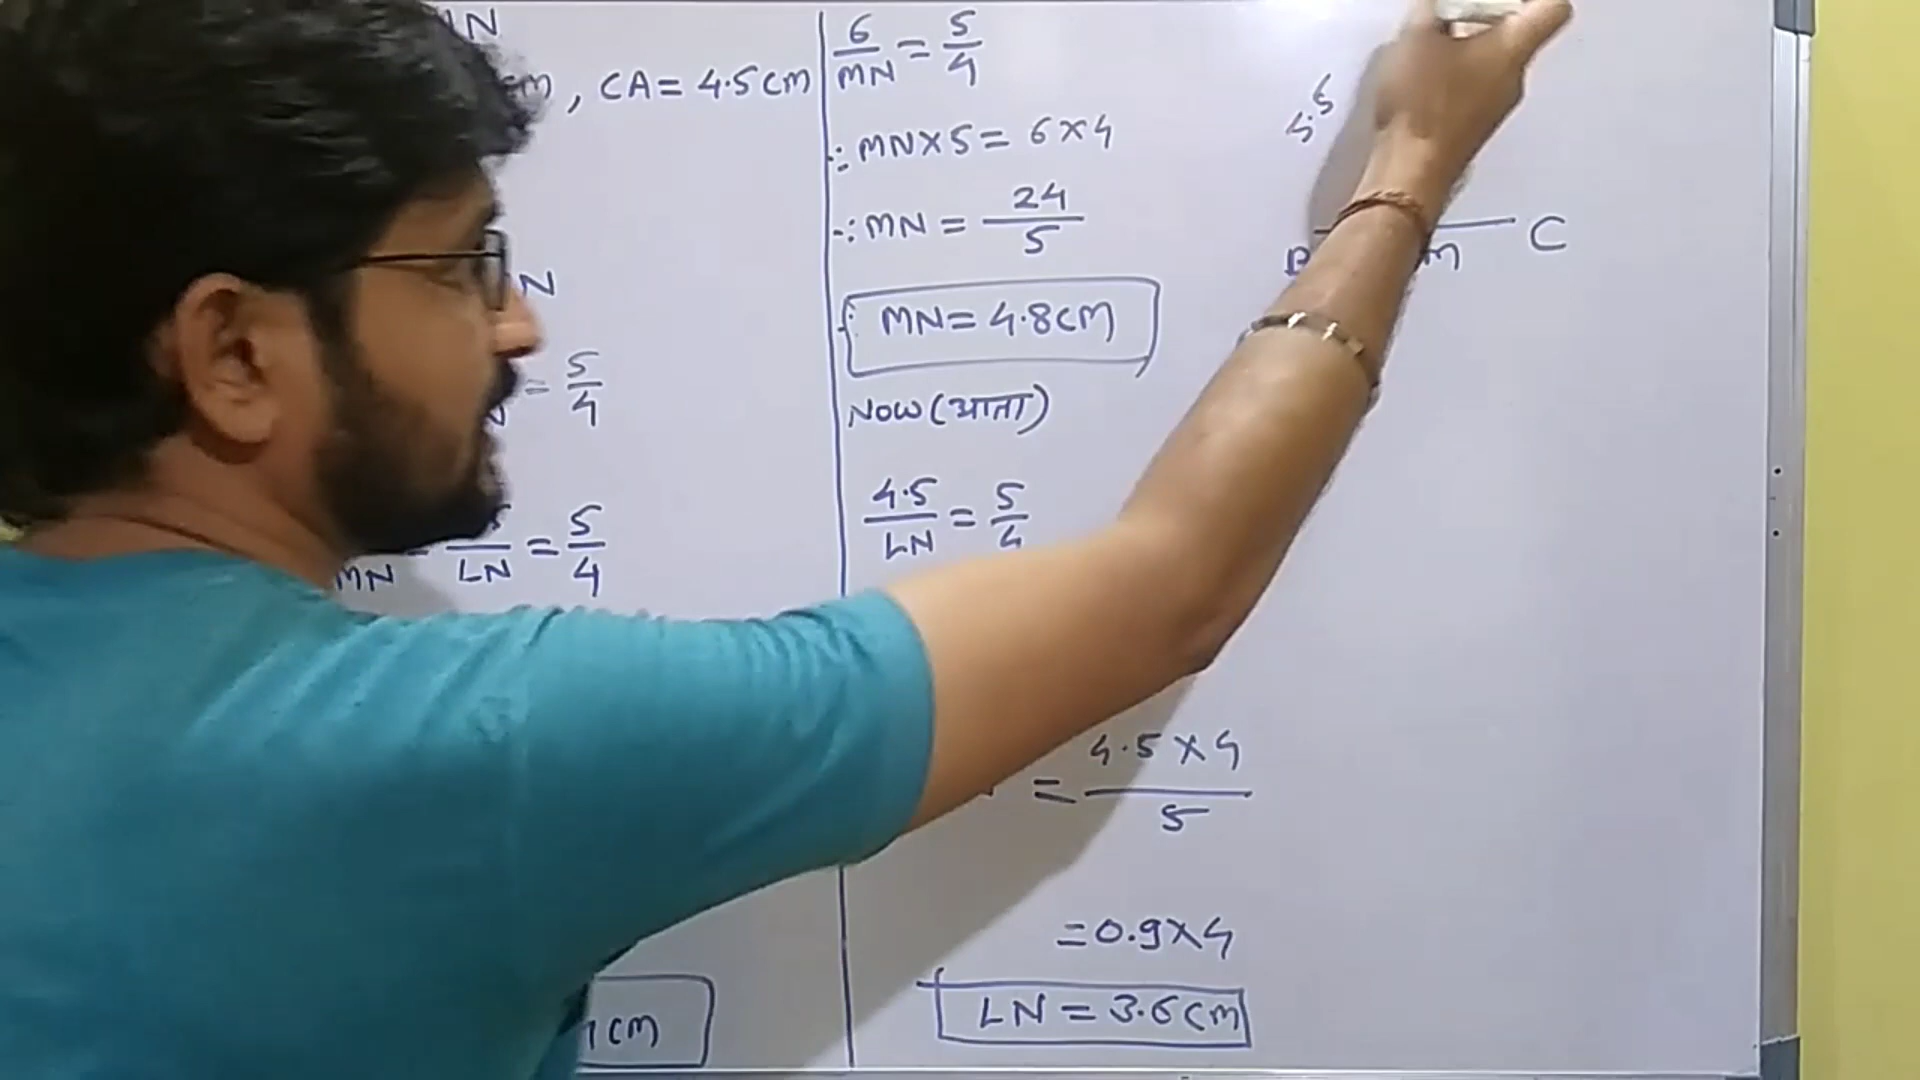 N
cm, CA = 4.5cm
N
= 5/4
MN = LN = 5/4
1cm
6/MN = 5/4
∴ MN×5 = 6×4
∴ MN = 24/5
∴ MN = 4.8cm
NOW (आता)
4.5/LN = 5/4
= 4.5×4/5
= 0.9×4
LN = 3.6cm
C
m